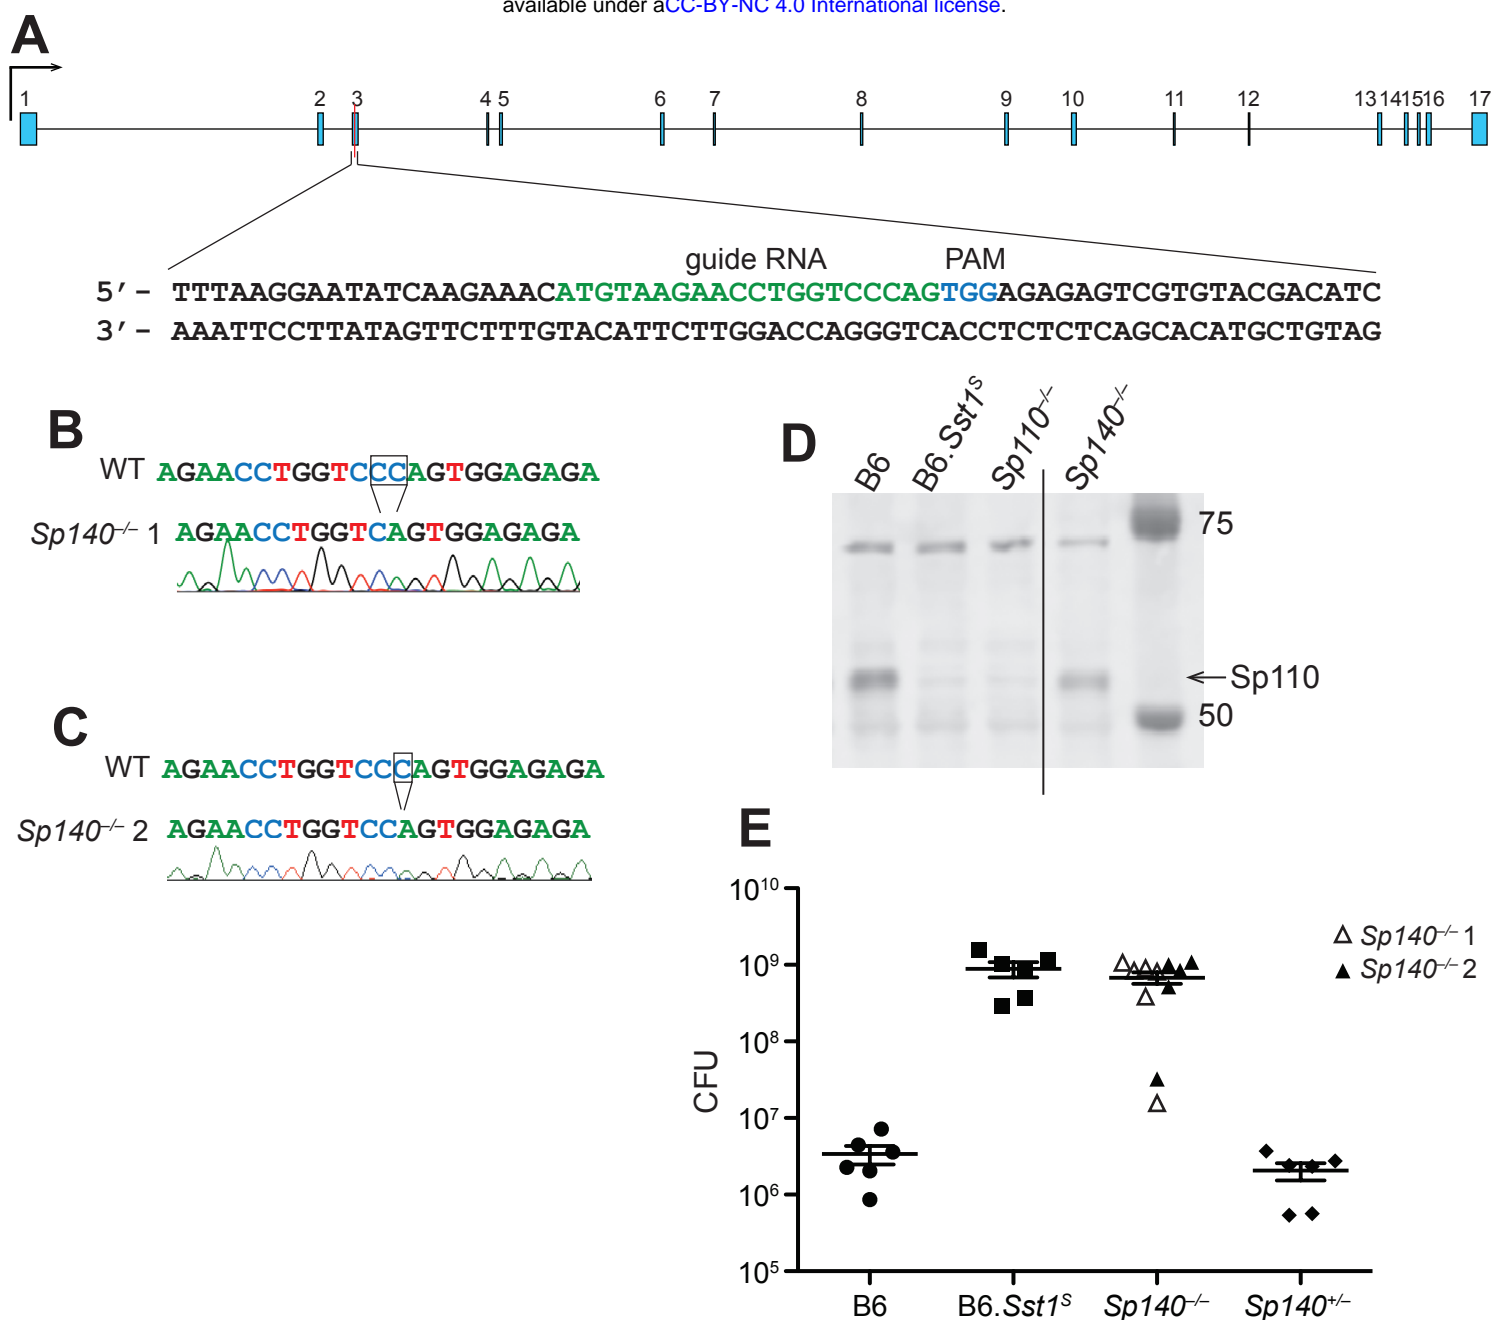 available under aCC-BY-NC 4.0 International license.
A
1 2 3 4 5 6 7 8 9 10 11 12 13 14 15 16 17
guide RNA PAM
5′- TTTAAGGAATATCAAGAAACATGTAAGAACCTGGTCCCAGTGGAGAGAGTCGTGTACGACATC
3′- AAATTCCTTATAGTTCTTTGTACATTCTTGGACCAGGGTCACCTCTCTCAGCACATGCTGTAG
B
WT AGAACCTGGTCCCAGTGGAGAGA
Sp140–/– 1 AGAACCTGGTCAGTGGAGAGA
C
WT AGAACCTGGTCCCAGTGGAGAGA
Sp140–/– 2 AGAACCTGGTCCAGTGGAGAGA
D
B6 B6.Sst1S Sp110–/– Sp140–/–
75
Sp110
50
E
Sp140–/– 1
Sp140–/– 2
CFU
1010
109
108
107
106
105
B6 B6.Sst1S Sp140–/– Sp140+/–